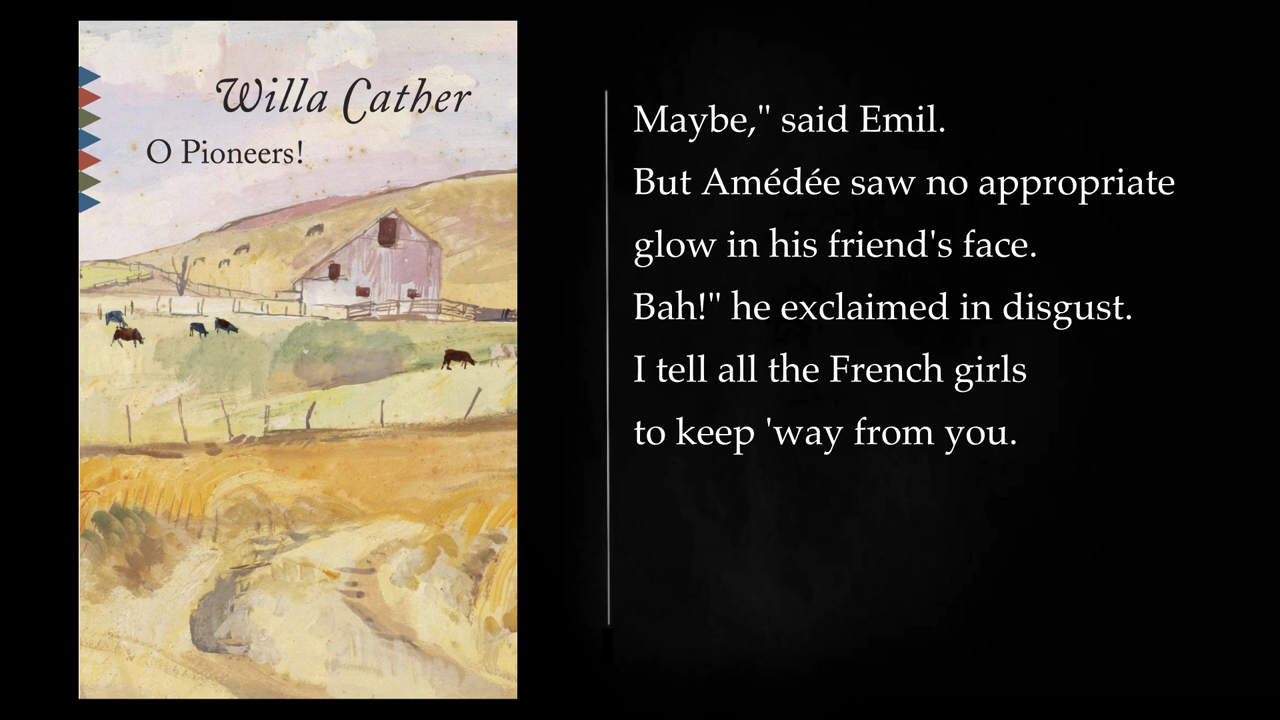 Willa Cather
O Pioneers!
Maybe," said Emil.
But Amédée saw no appropriate
glow in his friend's face.
Bah!" he exclaimed in disgust.
I tell all the French girls
to keep 'way from you.